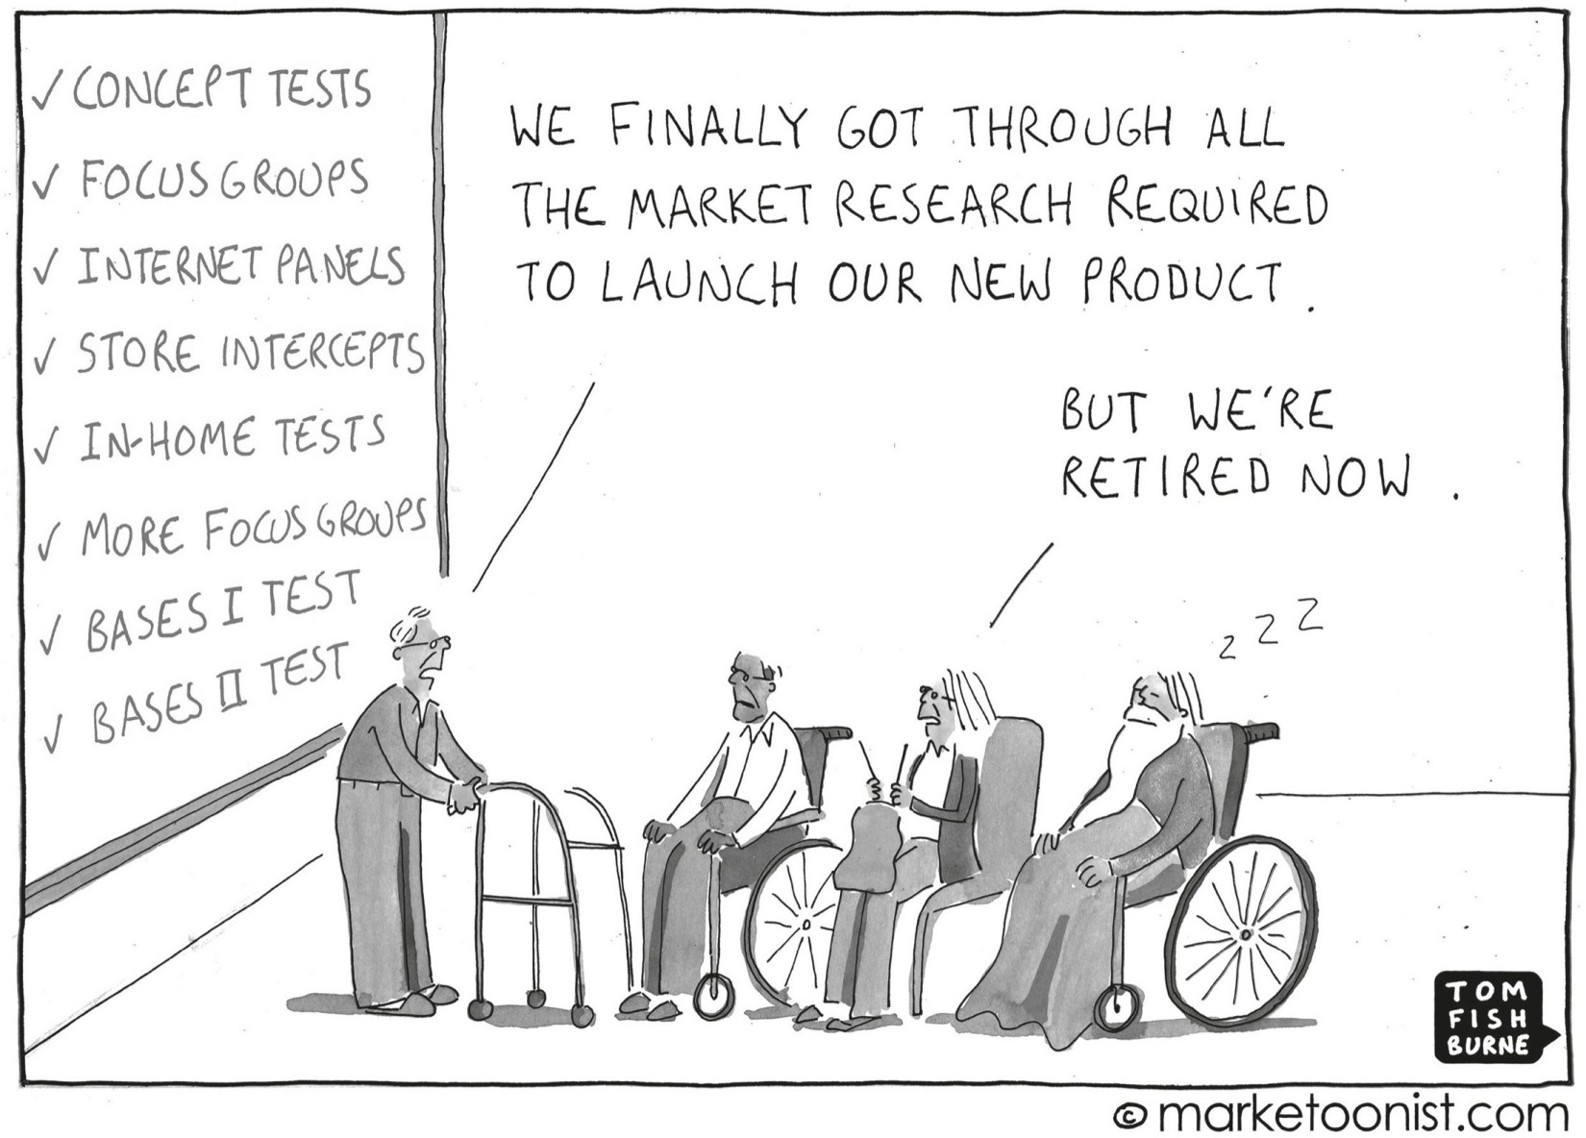 ✓ CONCEPT TESTS
✓ FOCUS GROUPS
✓ INTERNET PANELS
✓ STORE INTERCEPTS
✓ IN-HOME TESTS
✓ MORE FOCUS GROUPS
✓ BASES I TEST
✓ BASES II TEST
WE FINALLY GOT THROUGH ALL
THE MARKET RESEARCH REQUIRED
TO LAUNCH OUR NEW PRODUCT.
BUT WE'RE
RETIRED NOW.
z z z
TOM
FISH
BURNE
© marketoonist.com